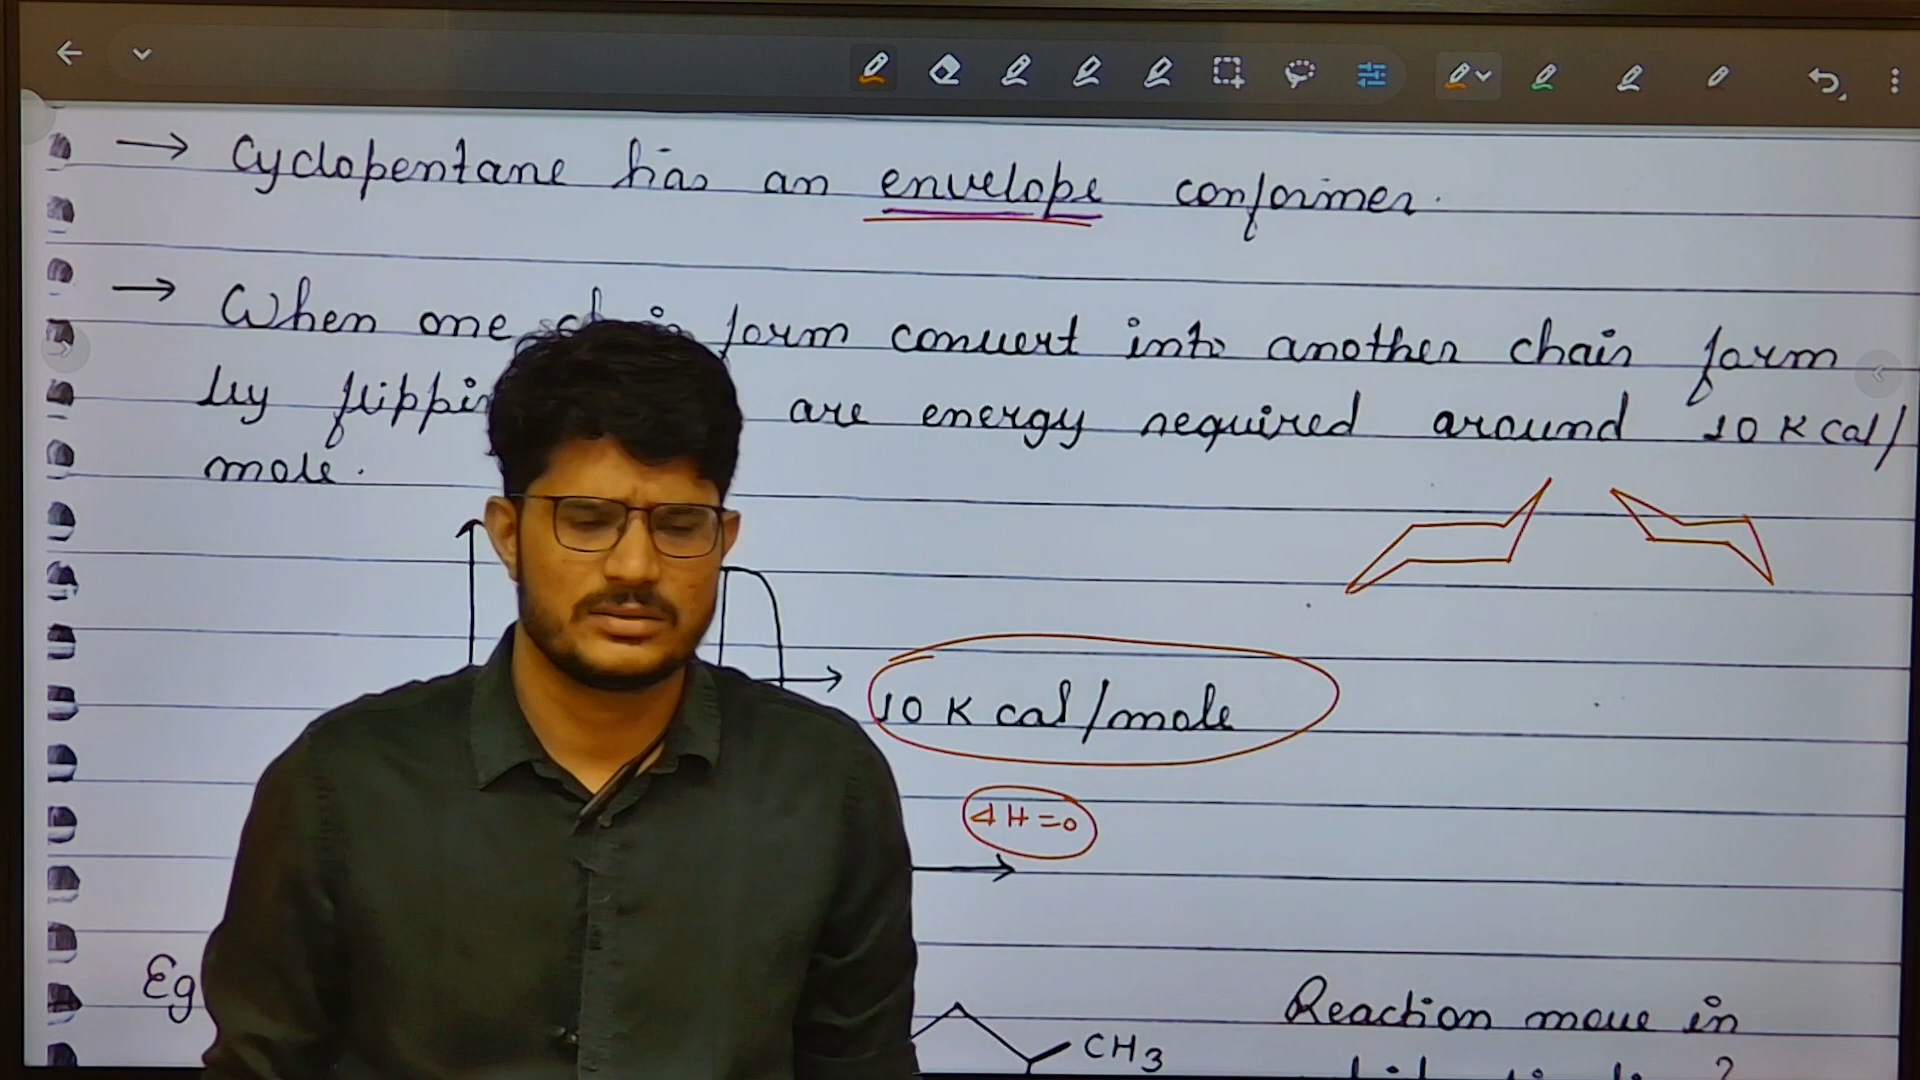 → Cyclopentane has an envelope conformer.
→ When one form convert into another chair form
by are energy required around 10 K Cal/
mole.
10 K cal/mole
ΔH=0
Eg
CH3
Reaction move in
?